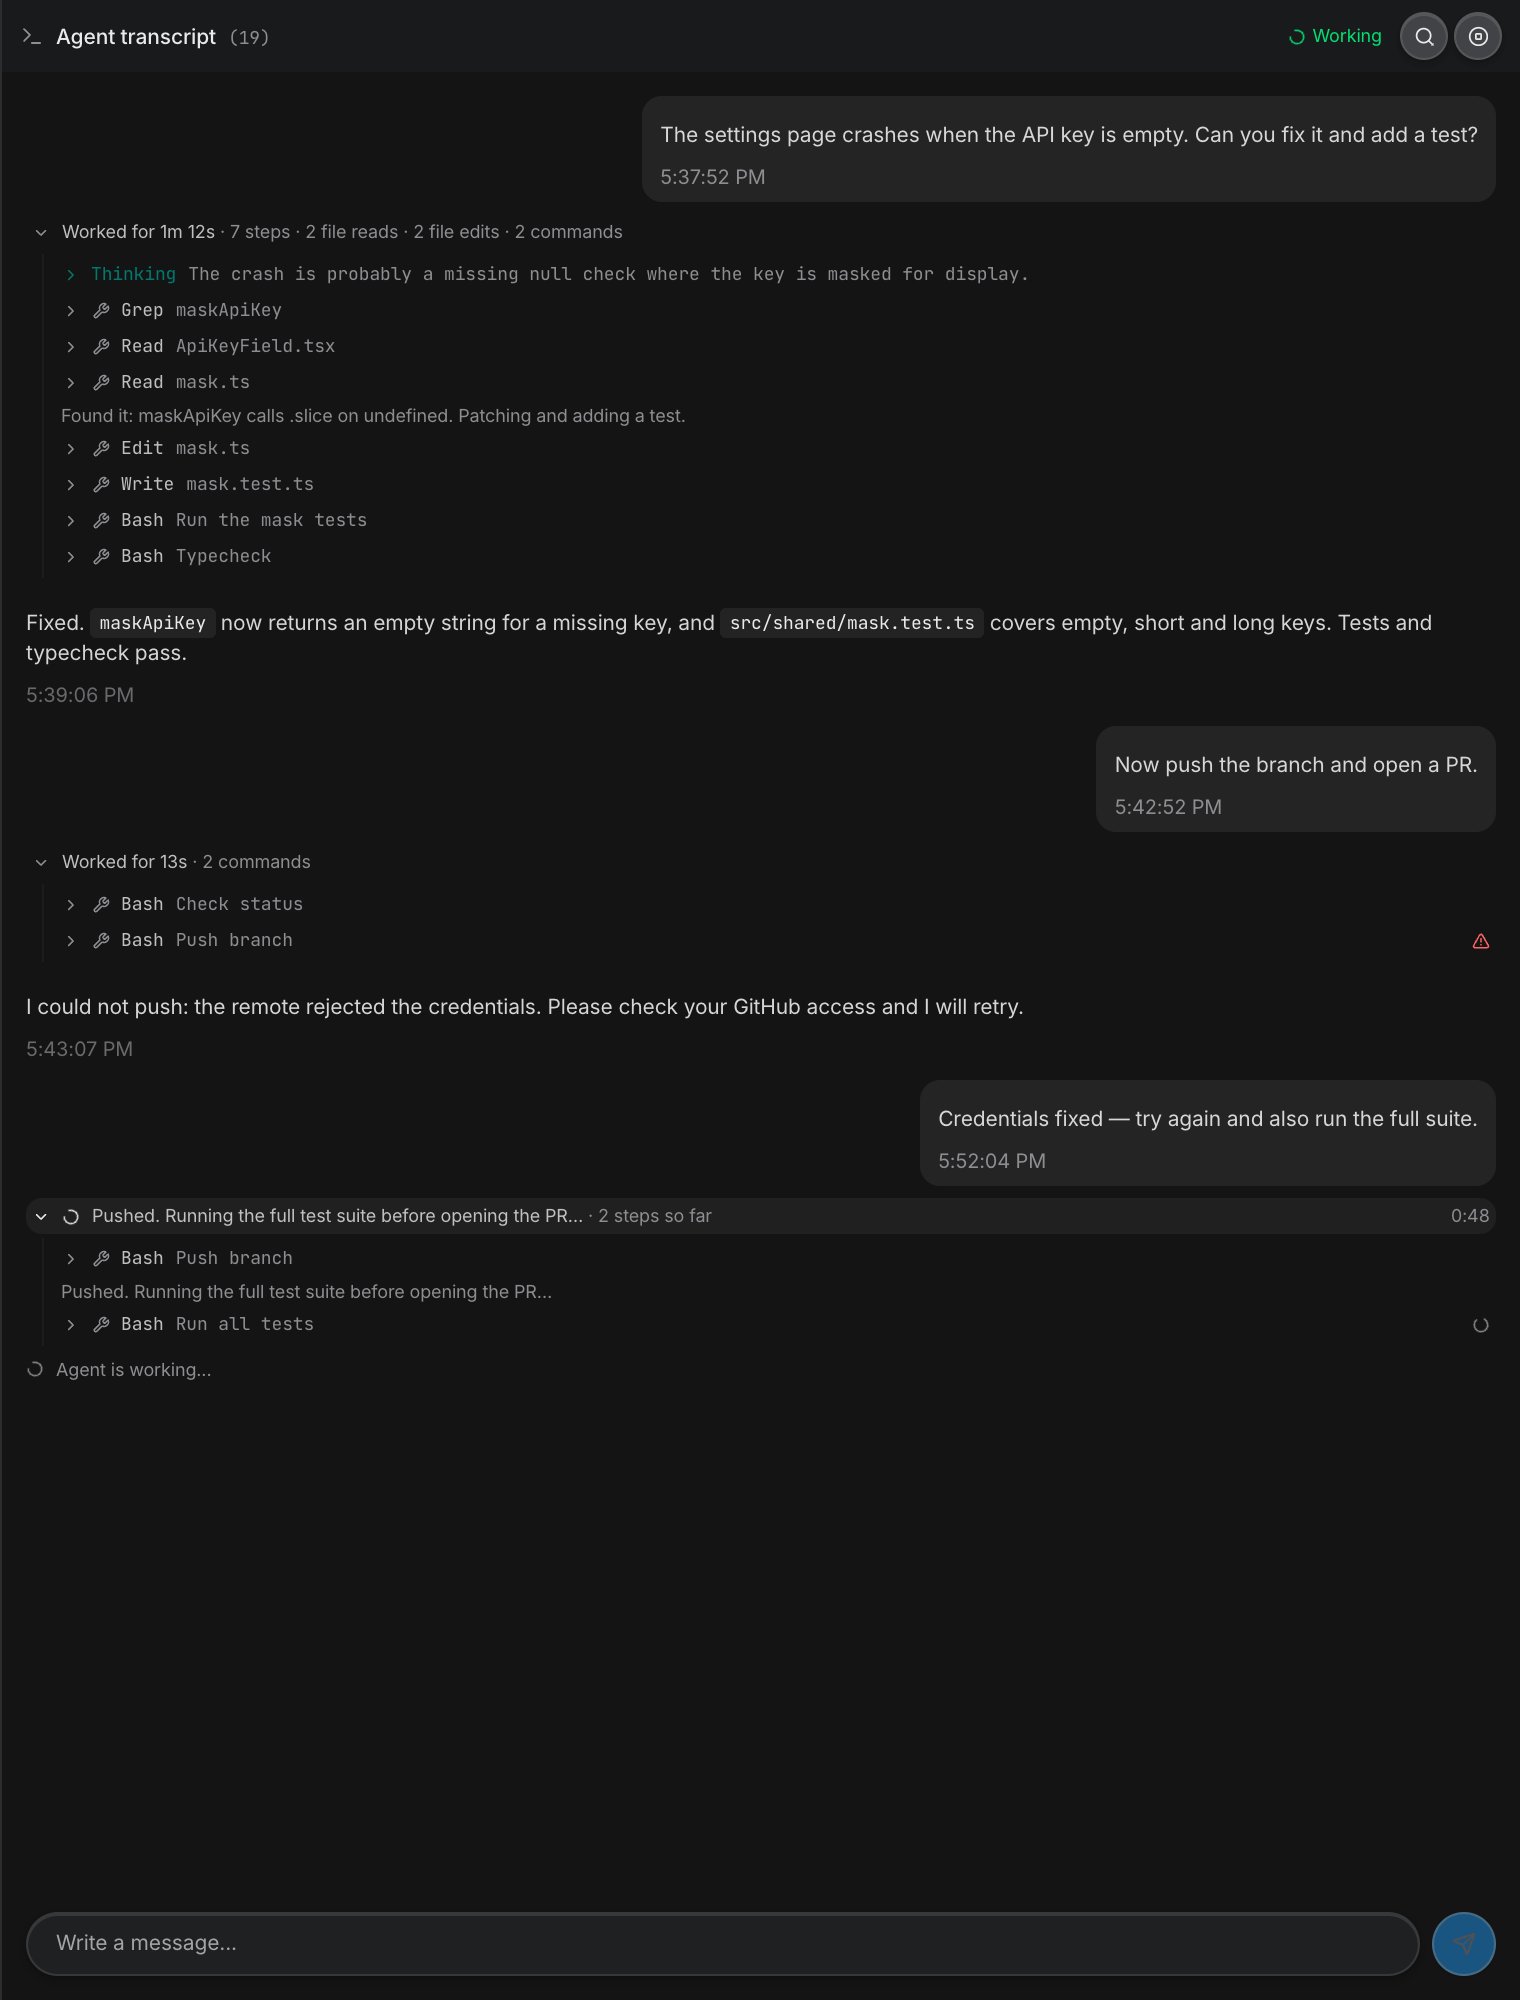 Agent transcript (19)
Working
The settings page crashes when the API key is empty. Can you fix it and add a test?
5:37:52 PM
Worked for 1m 12s · 7 steps · 2 file reads · 2 file edits · 2 commands
Thinking The crash is probably a missing null check where the key is masked for display.
Grep maskApiKey
Read ApiKeyField.tsx
Read mask.ts
Found it: maskApiKey calls .slice on undefined. Patching and adding a test.
Edit mask.ts
Write mask.test.ts
Bash Run the mask tests
Bash Typecheck
Fixed. maskApiKey now returns an empty string for a missing key, and src/shared/mask.test.ts covers empty, short and long keys. Tests and
typecheck pass.
5:39:06 PM
Now push the branch and open a PR.
5:42:52 PM
Worked for 13s · 2 commands
Bash Check status
Bash Push branch
I could not push: the remote rejected the credentials. Please check your GitHub access and I will retry.
5:43:07 PM
Credentials fixed — try again and also run the full suite.
5:52:04 PM
Pushed. Running the full test suite before opening the PR... · 2 steps so far 0:48
Bash Push branch
Pushed. Running the full test suite before opening the PR...
Bash Run all tests
Agent is working...
Write a message...